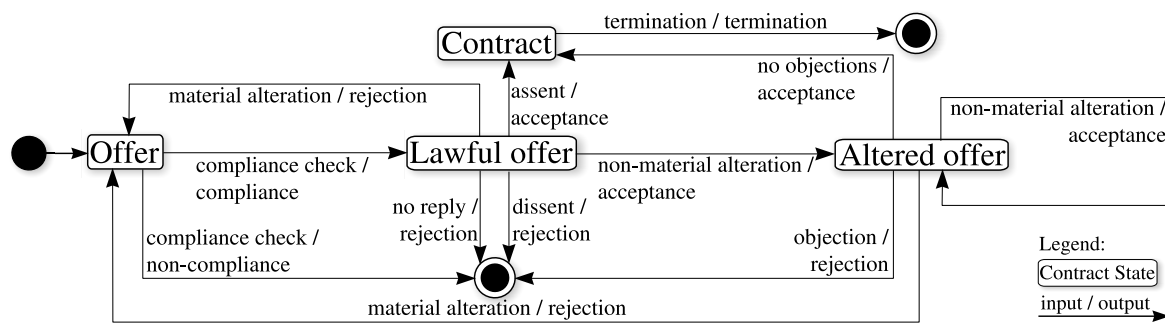 termination / termination
Contract
no objections /
acceptance
material alteration / rejection
assent /
acceptance
non-material alteration /
acceptance
Offer
compliance check /
compliance
Lawful offer
non-material alteration /
acceptance
Altered offer
no reply /
rejection
dissent /
rejection
compliance check /
non-compliance
objection /
rejection
material alteration / rejection
Legend:
Contract State
input / output